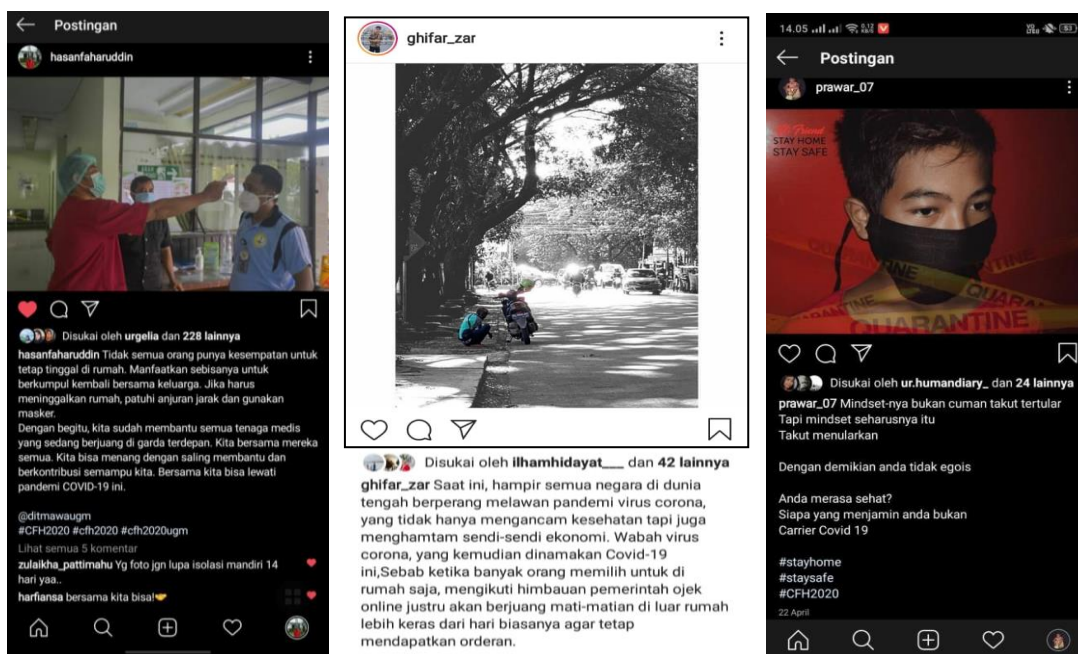 Postingan
hasanfaharuddin
Disukai oleh urgelia dan 228 lainnya
hasanfaharuddin Tidak semua orang punya kesempatan untuk
tetap tinggal di rumah. Manfaatkan sebisanya untuk
berkumpul kembali bersama keluarga. Jika harus
meninggalkan rumah, patuhi anjuran jarak dan gunakan
masker.
Dengan begitu, kita sudah membantu semua tenaga medis
yang sedang berjuang di garda terdepan. Kita bersama mereka
semua. Kita bisa menang dengan saling membantu dan
berkontribusi semampu kita. Bersama kita bisa lewati
pandemi COVID-19 ini.
@ditmawaugm
#CFH2020 #cfh2020 #cfh2020ugm
Lihat semua 5 komentar
zulaikha_pattimahu Yg foto jgn lupa isolasi mandiri 14
hari yaa..
harfiansa bersama kita bisa!
ghifar_zar
Disukai oleh ilhamhidayat___ dan 42 lainnya
ghifar_zar Saat ini, hampir semua negara di dunia
tengah berperang melawan pandemi virus corona,
yang tidak hanya mengancam kesehatan tapi juga
menghamtam sendi-sendi ekonomi. Wabah virus
corona, yang kemudian dinamakan Covid-19
ini,Sebab ketika banyak orang memilih untuk di
rumah saja, mengikuti himbauan pemerintah ojek
online justru akan berjuang mati-matian di luar rumah
lebih keras dari hari biasanya agar tetap
mendapatkan orderan.
14.05
Postingan
prawar_07
STAY HOME
STAY SAFE
QUARANTINE
Disukai oleh ur.humandiary_ dan 24 lainnya
prawar_07 Mindset-nya bukan cuman takut tertular
Tapi mindset seharusnya itu
Takut menularkan
Dengan demikian anda tidak egois
Anda merasa sehat?
Siapa yang menjamin anda bukan
Carrier Covid 19
#stayhome
#staysafe
#CFH2020
22 April